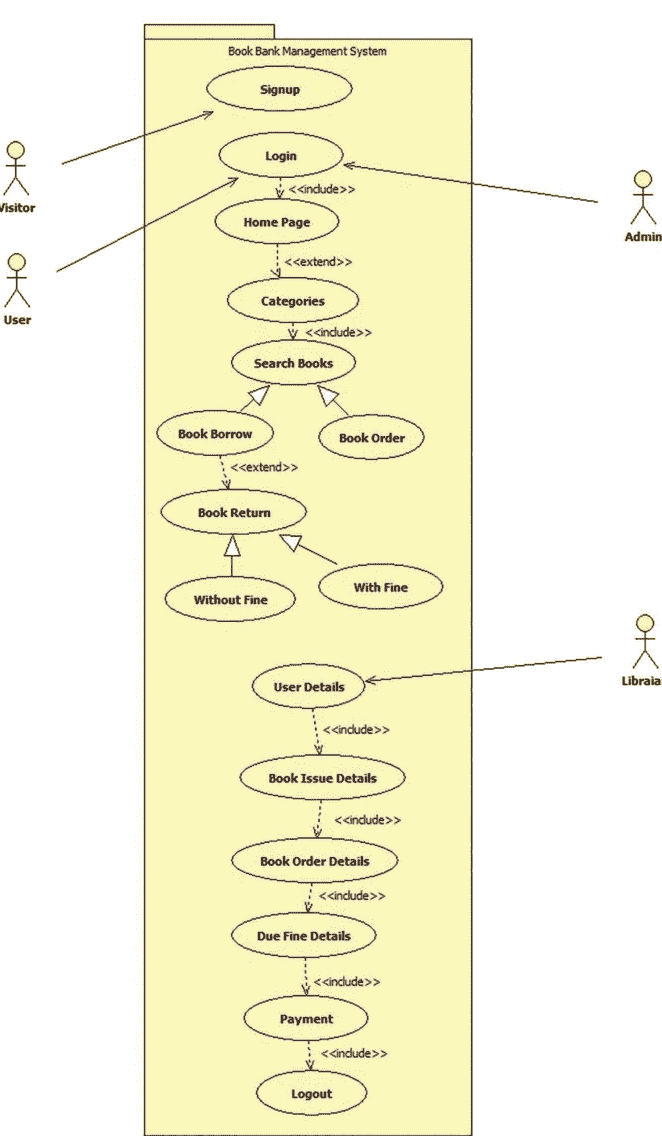 Book Bank Management System
Signup
Login
<<include>>
Visitor
Home Page
Admin
<<extend>>
User
Categories
<<include>>
Search Books
Book Borrow
Book Order
<<extend>>
Book Return
With Fine
Without Fine
Libraia
User Details
<<include>>
Book Issue Details
<<include>>
Book Order Details
<<include>>
Due Fine Details
<<include>>
Payment
<<include>>
Logout